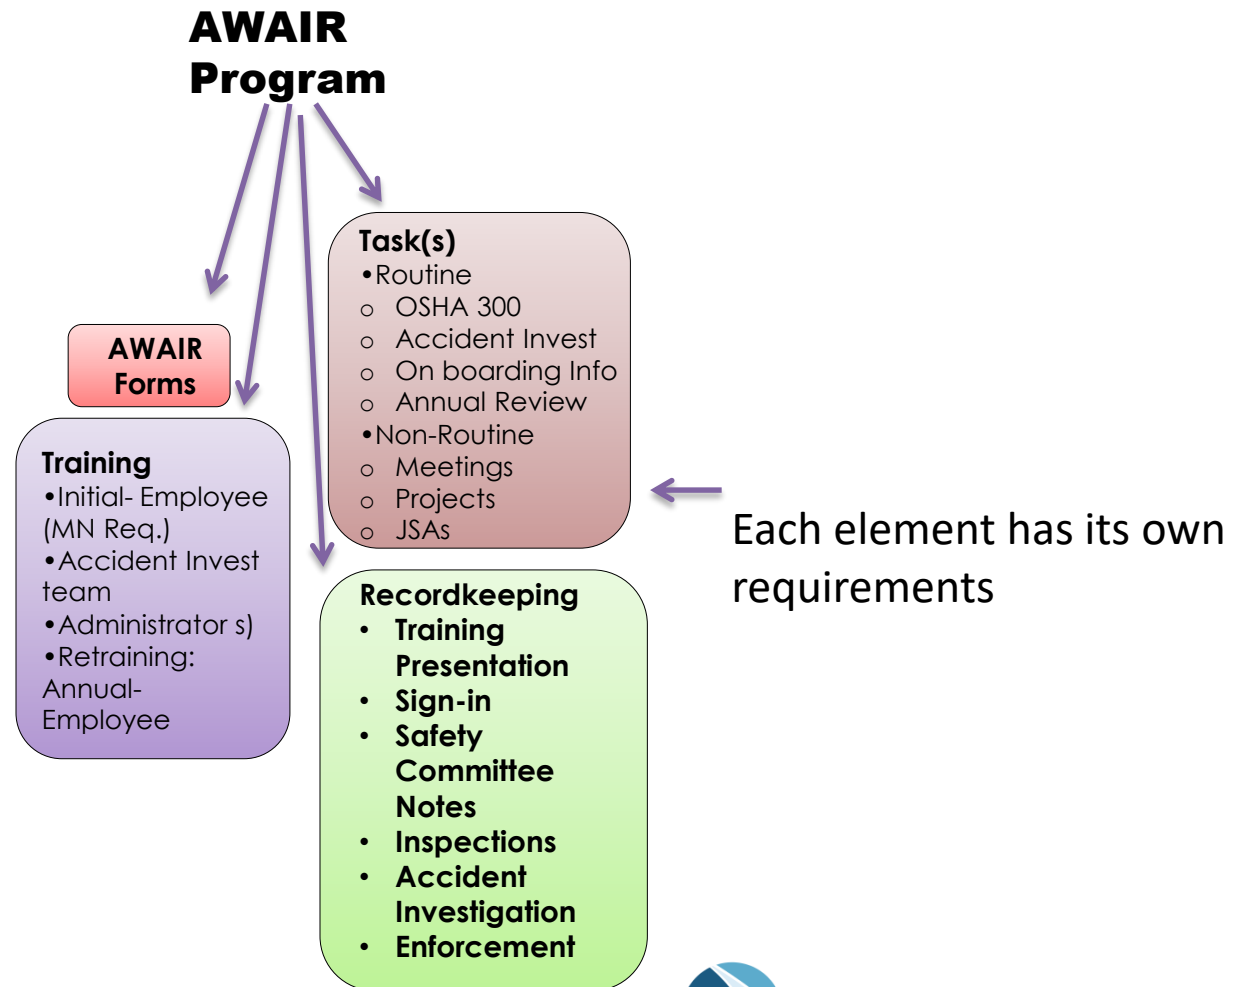 AWAIR
Program
Task(s)
•Routine
o OSHA 300
o Accident Invest
o On boarding Info
o Annual Review
•Non-Routine
o Meetings
o Projects
o JSAs
AWAIR
Forms
Training
•Initial- Employee
(MN Req.)
•Accident Invest
team
•Administrator s)
•Retraining:
Annual-
Employee
Each element has its own
requirements
Recordkeeping
• Training
Presentation
• Sign-in
• Safety
Committee
Notes
• Inspections
• Accident
Investigation
• Enforcement